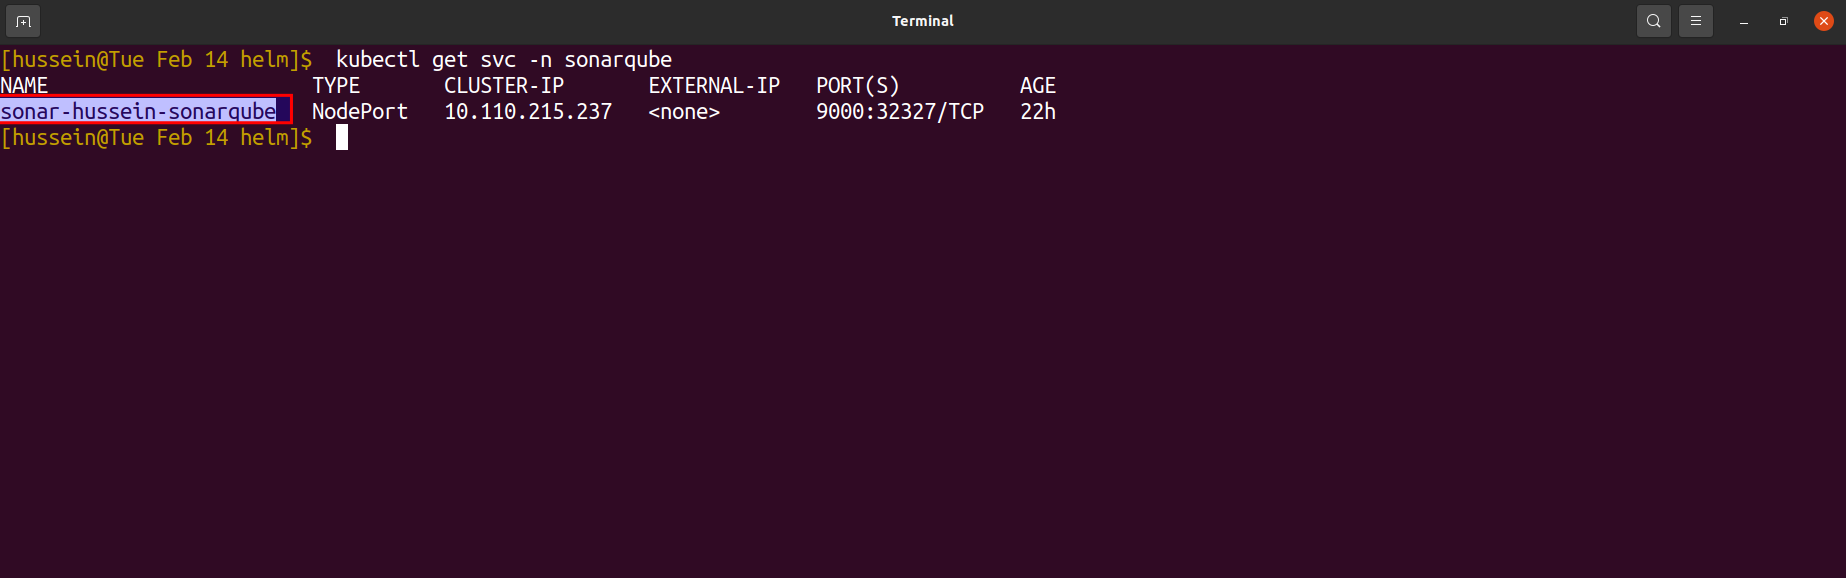 Terminal
[hussein@Tue Feb 14 helm]$  kubectl get svc -n sonarqube
NAME                      TYPE       CLUSTER-IP       EXTERNAL-IP   PORT(S)          AGE
sonar-hussein-sonarqube   NodePort   10.110.215.237   <none>        9000:32327/TCP   22h
[hussein@Tue Feb 14 helm]$